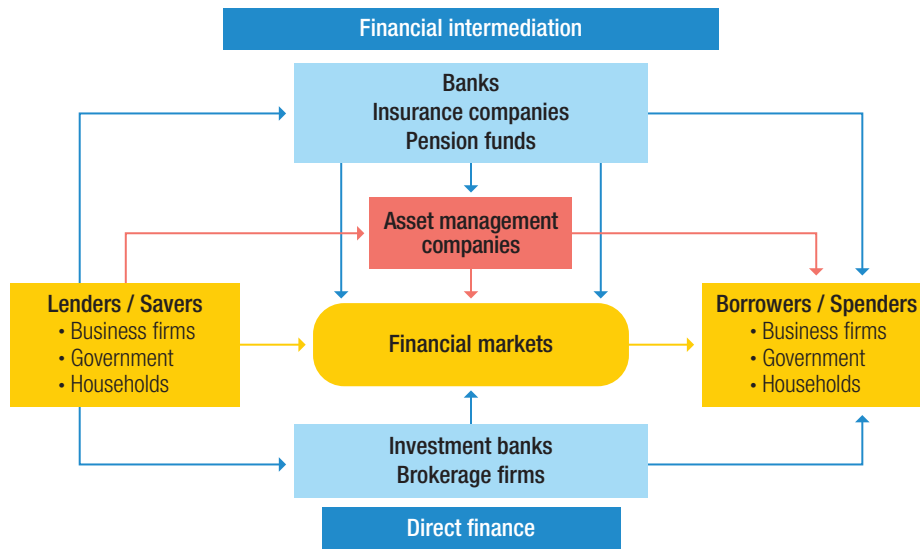 Financial intermediation
Banks
Insurance companies
Pension funds
Asset management
companies
Lenders / Savers
• Business firms
• Government
• Households
Financial markets
Borrowers / Spenders
• Business firms
• Government
• Households
Investment banks
Brokerage firms
Direct finance